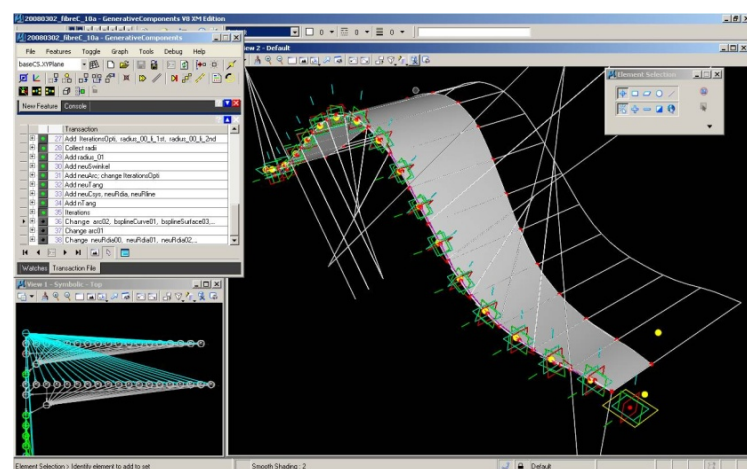 20080302_fibreC_10a - GenerativeComponents V8 XM Edition
20080302_fibreC_10a - GenerativeComponents
File Features Toggle Graph Tools Debug Help
baseCS.XYPlane
New Feature Console
Transaction
27 Add IterationsOpti, radius_00_li_1st, radius_00_li_2nd
28 Collect radii
29 Add radius_01
30 Add neuSwinkel
31 Add neuArc; change IterationsOpti
32 Add neuTang
33 Add neuCsys, neuRdia, neuRline
34 Add nTang
35 Iterations
36 Change arc02, bsplineCurve01, bsplineSurface03,...
37 Change arc01
38 Change neuRdia00, neuRdia01, neuRdia02,...
Watches Transaction File
View 1 - Symbolic - Top
0 0 0
View 2 - Default
Element Selection
Element Selection > Identify element to add to set
Smooth Shading : 2
Default